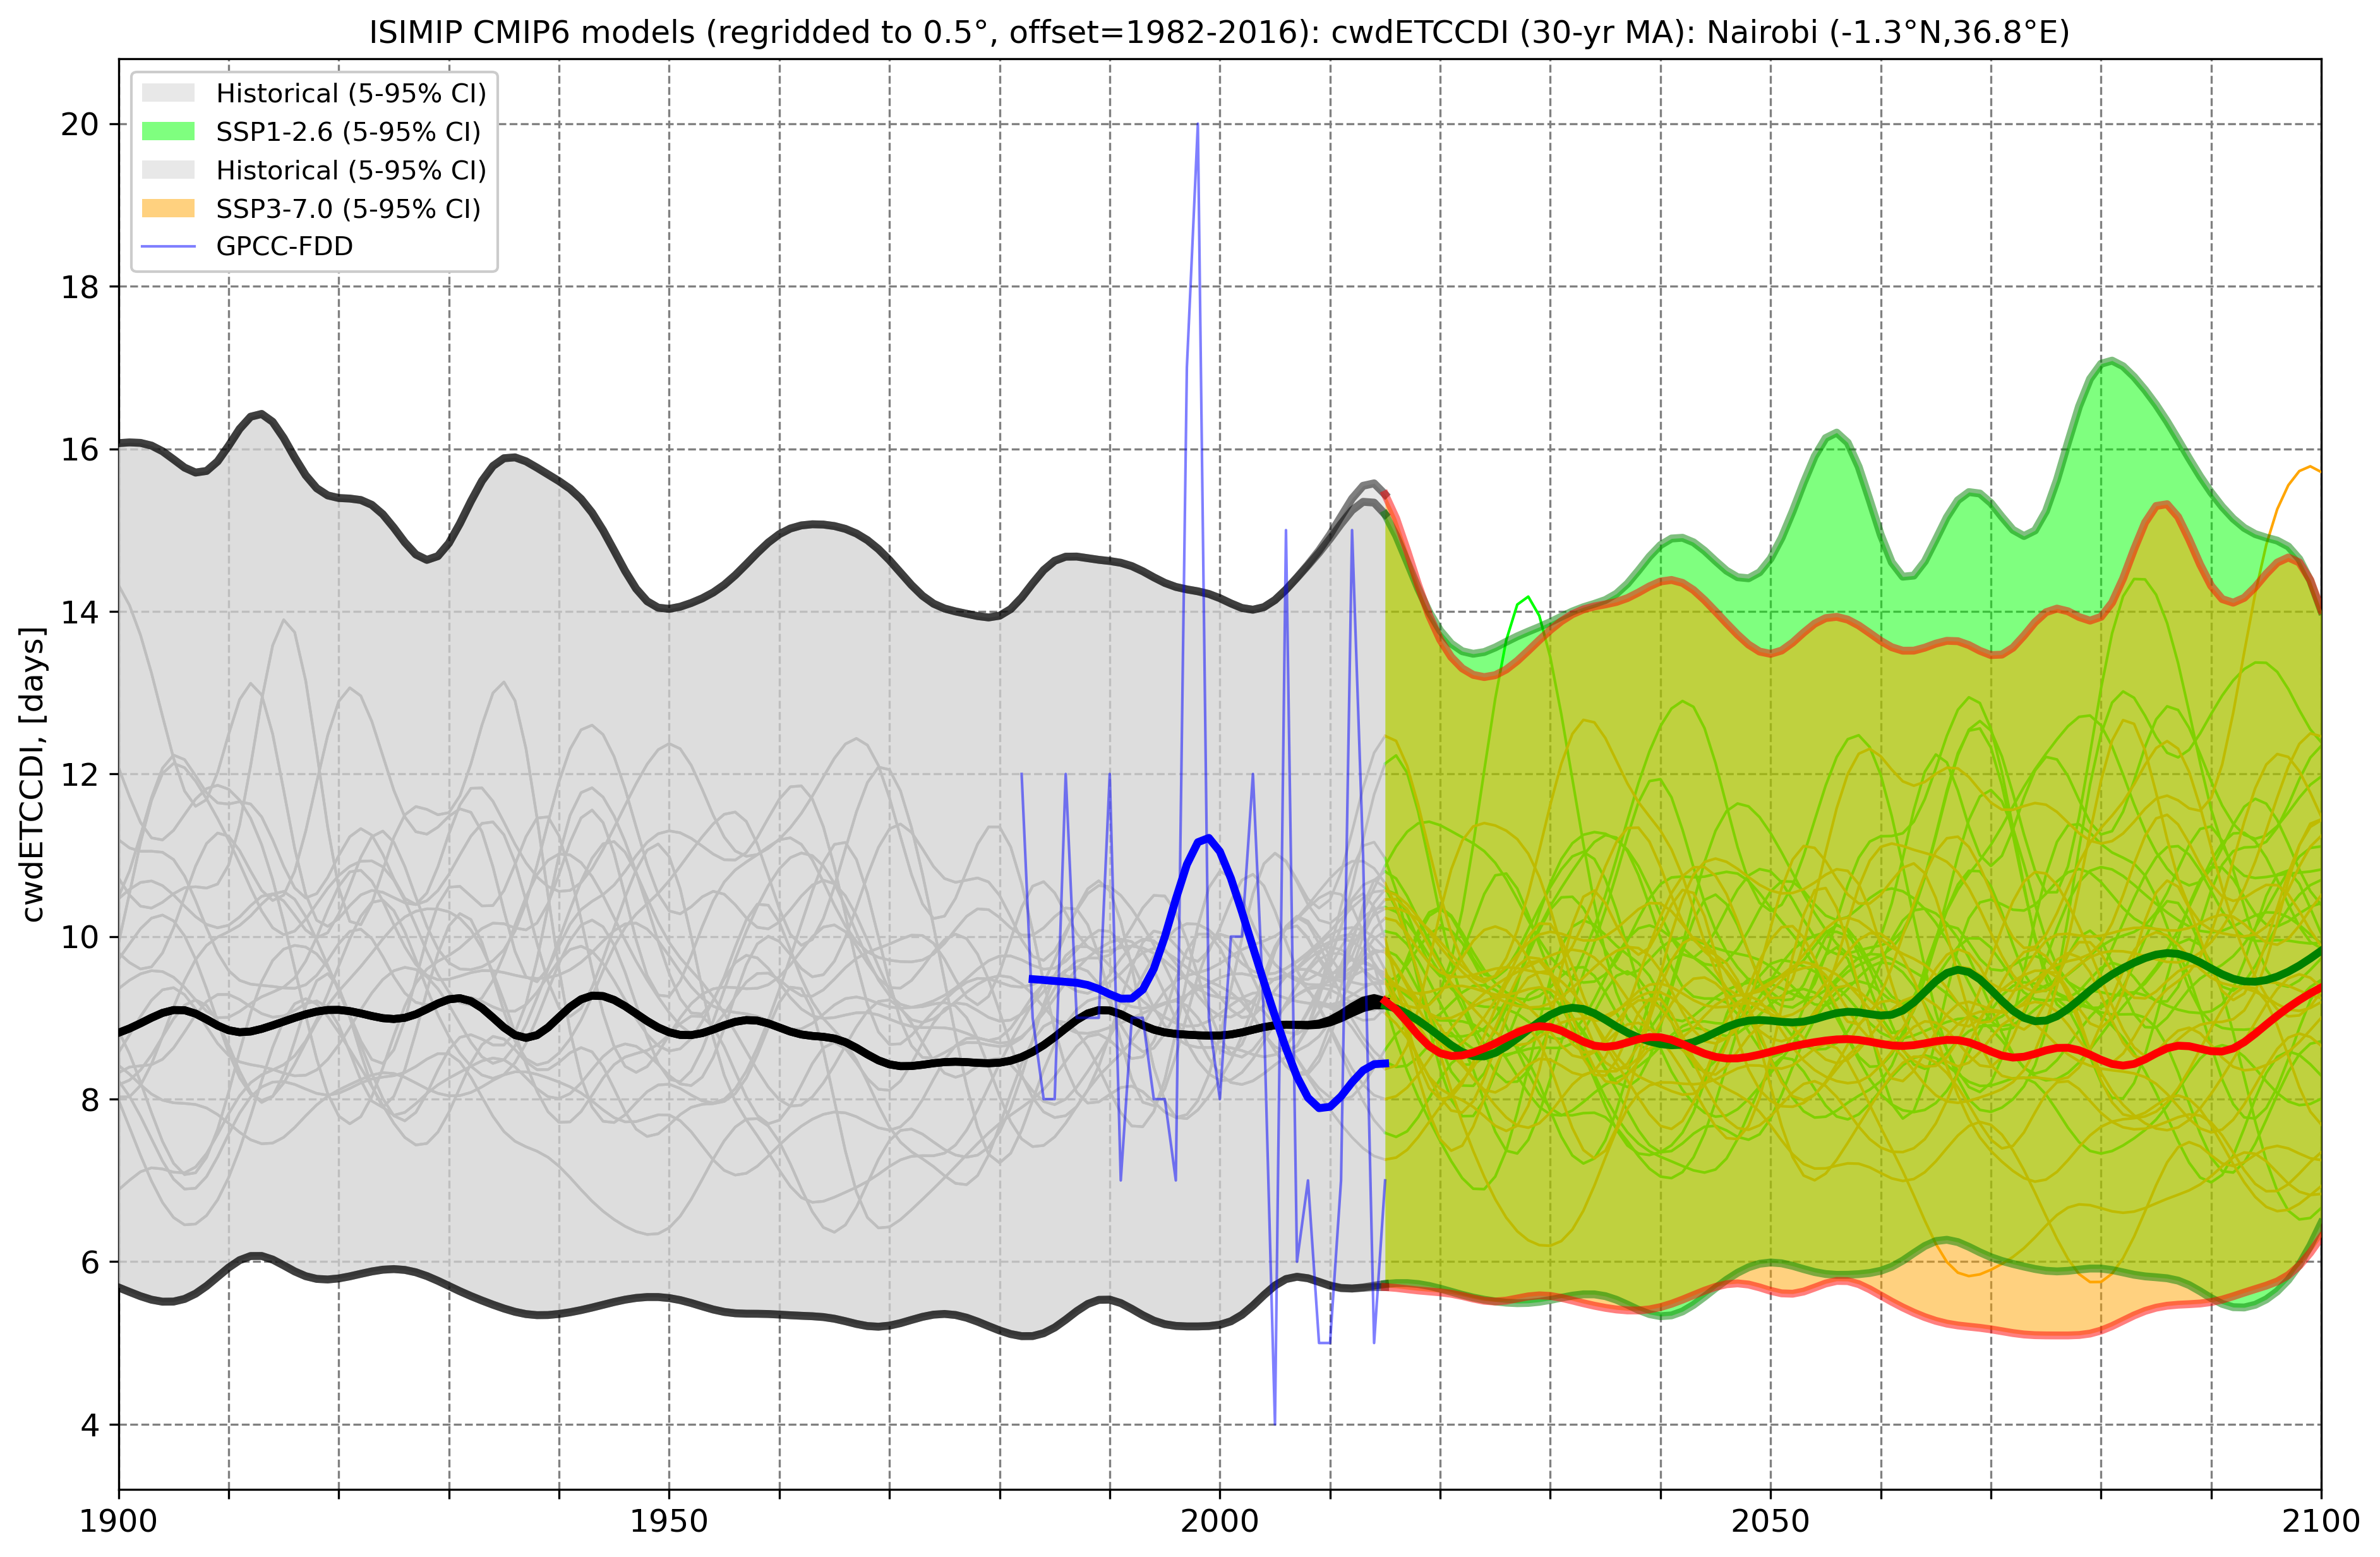 ISIMIP CMIP6 models (regridded to 0.5°, offset=1982-2016): cwdETCCDI (30-yr MA): Nairobi (-1.3°N,36.8°E)
Historical (5-95% CI)
SSP1-2.6 (5-95% CI)
Historical (5-95% CI)
SSP3-7.0 (5-95% CI)
GPCC-FDD
cwdETCCDI, [days]
20
18
16
14
12
10
8
6
4
1900 1950 2000 2050 2100